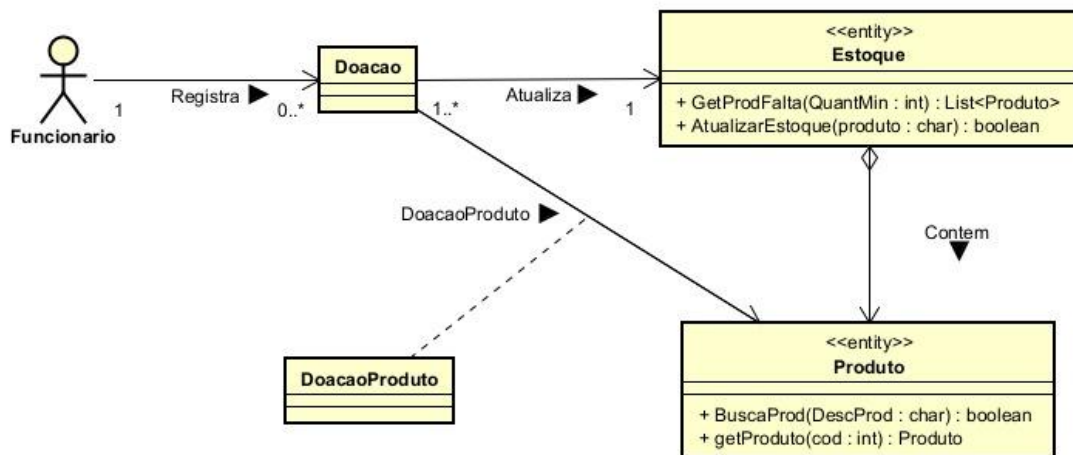 Funcionario
1
Registra
0..*
Doacao
1..*
Atualiza
1
<<entity>>
Estoque
+ GetProdFalta(QuantMin : int) : List<Produto>
+ AtualizarEstoque(produto : char) : boolean
DoacaoProduto
Contem
DoacaoProduto
<<entity>>
Produto
+ BuscaProd(DescProd : char) : boolean
+ getProduto(cod : int) : Produto